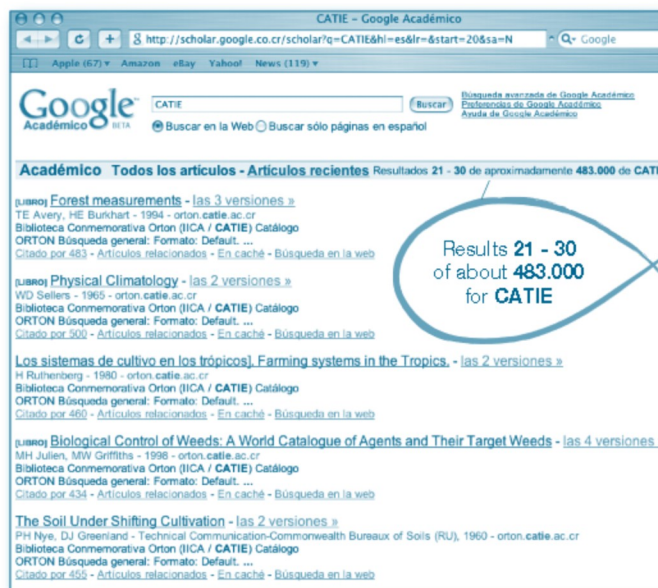 CATIE – Google Académico
http://scholar.google.co.cr/scholar?q=CATIE&hl=es&lr=&start=20&sa=N
Google
Apple (67) Amazon eBay Yahoo! News (119)
Google Académico BETA
CATIE
Buscar
Búsqueda avanzada de Google Académico
Preferencias de Google Académico
Ayuda de Google Académico
Buscar en la Web Buscar sólo páginas en español
Académico Todos los artículos - Artículos recientes Resultados 21 - 30 de aproximadamente 483.000 de CATI
[LIBRO] Forest measurements - las 3 versiones »
TE Avery, HE Burkhart - 1994 - orton.catie.ac.cr
Biblioteca Conmemorativa Orton (IICA / CATIE) Catálogo
ORTON Búsqueda general: Formato: Default. ...
Citado por 483 - Artículos relacionados - En caché - Búsqueda en la web
Results 21 - 30
of about 483.000
for CATIE
[LIBRO] Physical Climatology - las 2 versiones »
WD Sellers - 1965 - orton.catie.ac.cr
Biblioteca Conmemorativa Orton (IICA / CATIE) Catálogo
ORTON Búsqueda general: Formato: Default. ...
Citado por 500 - Artículos relacionados - En caché - Búsqueda en la web
Los sistemas de cultivo en los trópicos]. Farming systems in the Tropics. - las 2 versiones »
H Ruthenberg - 1980 - orton.catie.ac.cr
Biblioteca Conmemorativa Orton (IICA / CATIE) Catálogo
ORTON Búsqueda general: Formato: Default. ...
Citado por 460 - Artículos relacionados - En caché - Búsqueda en la web
[LIBRO] Biological Control of Weeds: A World Catalogue of Agents and Their Target Weeds - las 4 versiones
MH Julien, MW Griffiths - 1998 - orton.catie.ac.cr
Biblioteca Conmemorativa Orton (IICA / CATIE) Catálogo
ORTON Búsqueda general: Formato: Default. ...
Citado por 434 - Artículos relacionados - En caché - Búsqueda en la web
The Soil Under Shifting Cultivation - las 2 versiones »
PH Nye, DJ Greenland - Technical Communication-Commonwealth Bureaux of Soils (RU), 1960 - orton.catie.ac.cr
Biblioteca Conmemorativa Orton (IICA / CATIE) Catálogo
ORTON Búsqueda general: Formato: Default. ...
Citado por 455 - Artículos relacionados - En caché - Búsqueda en la web